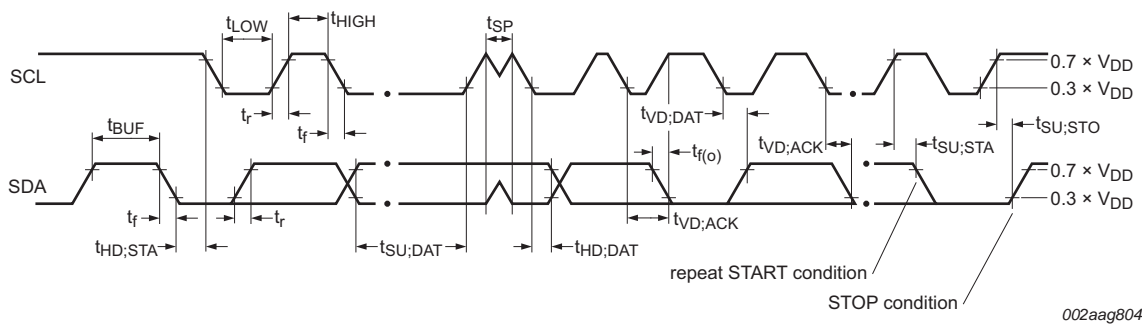 tLOW
tHIGH
tSP
SCL
0.7 × VDD
0.3 × VDD
tr
tf
tVD;DAT
tSU;STO
tBUF
tVD;ACK
tSU;STA
tf(o)
SDA
0.7 × VDD
0.3 × VDD
tf
tr
tVD;ACK
tHD;STA
tSU;DAT
tHD;DAT
repeat START condition
STOP condition
002aag804